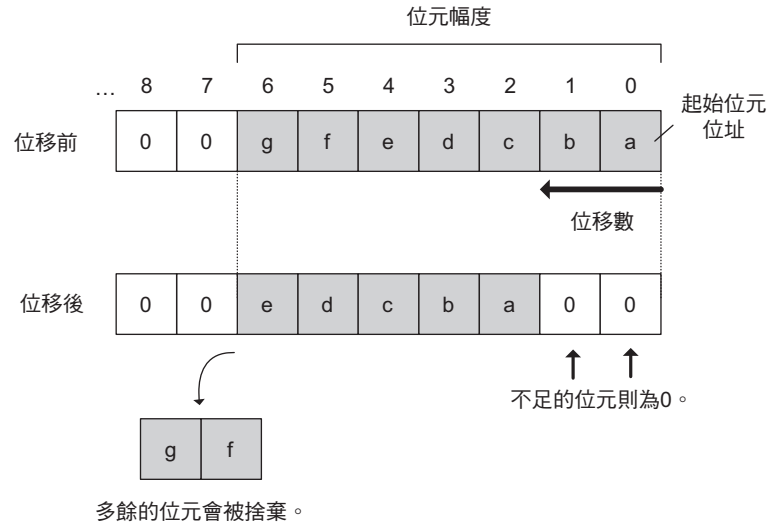 位元幅度
… 8 7 6 5 4 3 2 1 0
起始位元
位址
位移前 0 0 g f e d c b a
位移數
位移後 0 0 e d c b a 0 0
不足的位元則為0。
g f
多餘的位元會被捨棄。